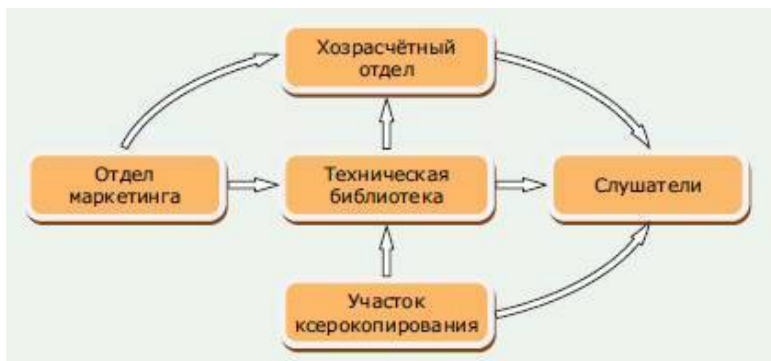 Хозрасчётный
отдел
Отдел
маркетинга
Техническая
библиотека
Слушатели
Участок
ксерокопирования